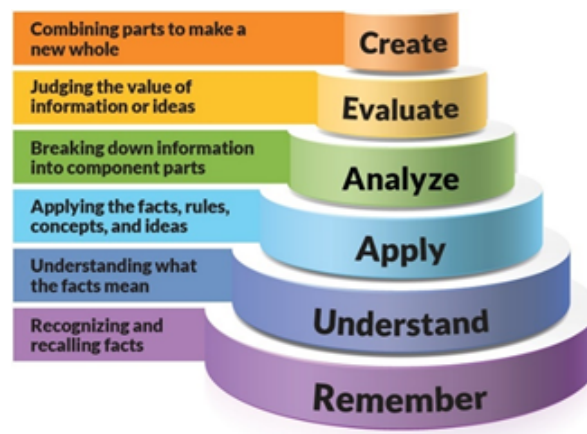 Combining parts to make a
new whole
Create
Judging the value of
information or ideas
Evaluate
Breaking down information
into component parts
Analyze
Applying the facts, rules,
concepts, and ideas
Apply
Understanding what
the facts mean
Understand
Recognizing and
recalling facts
Remember